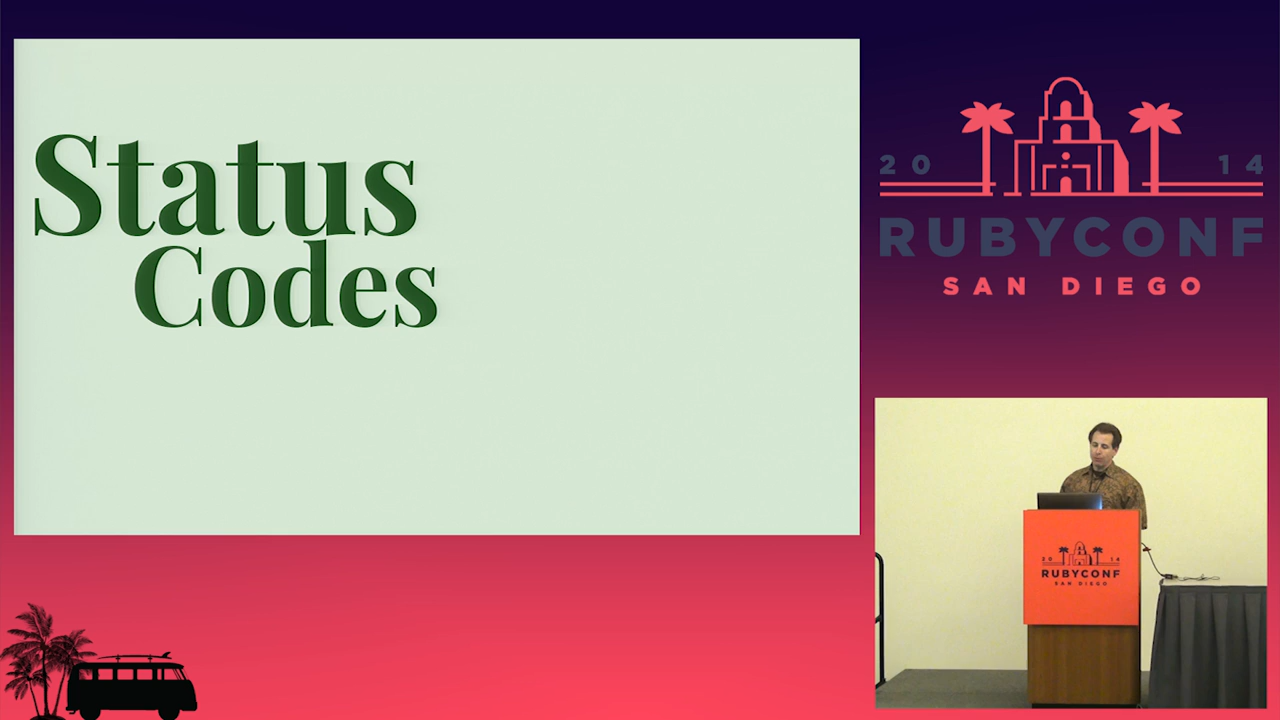 Status
Codes
20 14
RUBYCONF
SAN DIEGO
20 14
RUBYCONF
SAN DIEGO